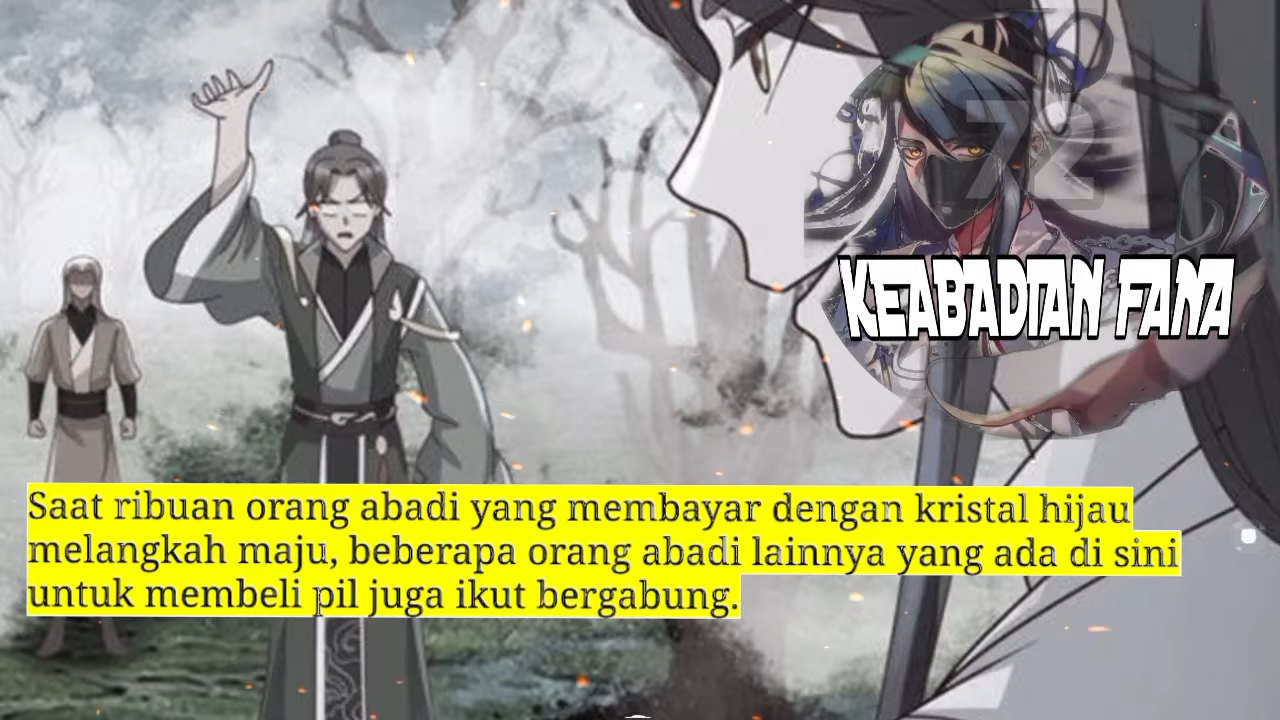 72
KEABADIAN FANA
Saat ribuan orang abadi yang membayar dengan kristal hijau
melangkah maju, beberapa orang abadi lainnya yang ada di sini
untuk membeli pil juga ikut bergabung.